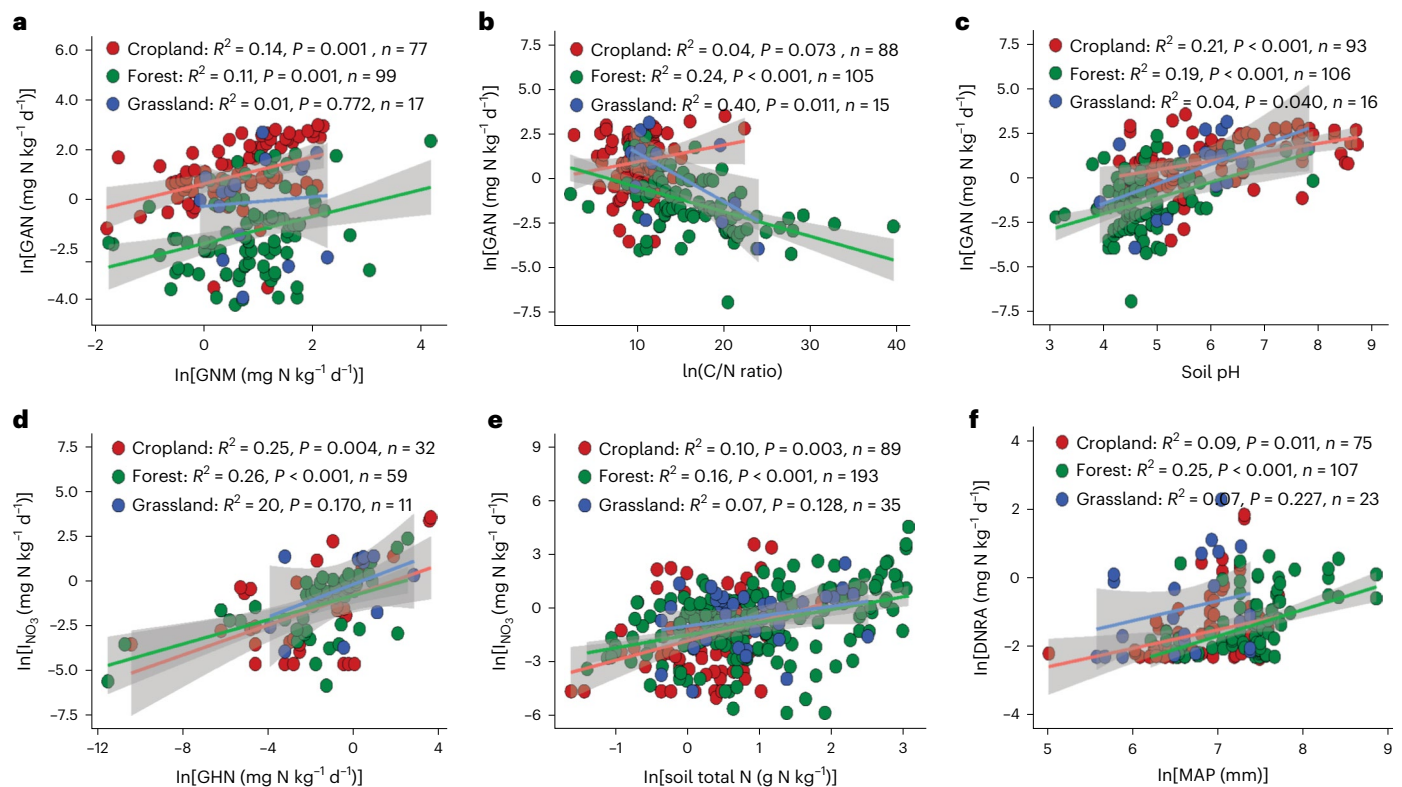 a
Cropland: R² = 0.14, P = 0.001 , n = 77
Forest: R² = 0.11, P = 0.001, n = 99
Grassland: R² = 0.01, P = 0.772, n = 17
6.0
4.0
2.0
0
−2.5
−4.0
ln[GAN (mg N kg⁻¹ d⁻¹)]
−2 0 2 4
ln[GNM (mg N kg⁻¹ d⁻¹)]
b
Cropland: R² = 0.04, P = 0.073 , n = 88
Forest: R² = 0.24, P < 0.001, n = 105
Grassland: R² = 0.40, P = 0.011, n = 15
7.5
5.0
2.5
0
−2.5
−5.0
−7.5
ln[GAN (mg N kg⁻¹ d⁻¹)]
10 20 30 40
ln(C/N ratio)
c
Cropland: R² = 0.21, P < 0.001, n = 93
Forest: R² = 0.19, P < 0.001, n = 106
Grassland: R² = 0.04, P = 0.040, n = 16
7.5
5.0
2.5
0
−2.5
−5.0
−7.5
ln[GAN (mg N kg⁻¹ d⁻¹)]
3 4 5 6 7 8 9
Soil pH
d
Cropland: R² = 0.25, P = 0.004, n = 32
Forest: R² = 0.26, P < 0.001, n = 59
Grassland: R² = 20, P = 0.170, n = 11
7.5
5.0
2.5
0
−2.5
−5.0
−7.5
ln[I_NO₃ (mg N kg⁻¹ d⁻¹)]
−12 −8 −4 0 4
ln[GHN (mg N kg⁻¹ d⁻¹)]
e
Cropland: R² = 0.10, P = 0.003, n = 89
Forest: R² = 0.16, P < 0.001, n = 193
Grassland: R² = 0.07, P = 0.128, n = 35
9
6
3
0
−3
−6
ln[I_NO₃ (mg N kg⁻¹ d⁻¹)]
−1 0 1 2 3
ln[soil total N (g N kg⁻¹)]
f
Cropland: R² = 0.09, P = 0.011, n = 75
Forest: R² = 0.25, P < 0.001, n = 107
Grassland: R² = 0.07, P = 0.227, n = 23
4
2
0
−2
−4
ln[DNRA (mg N kg⁻¹ d⁻¹)]
5 6 7 8 9
ln[MAP (mm)]